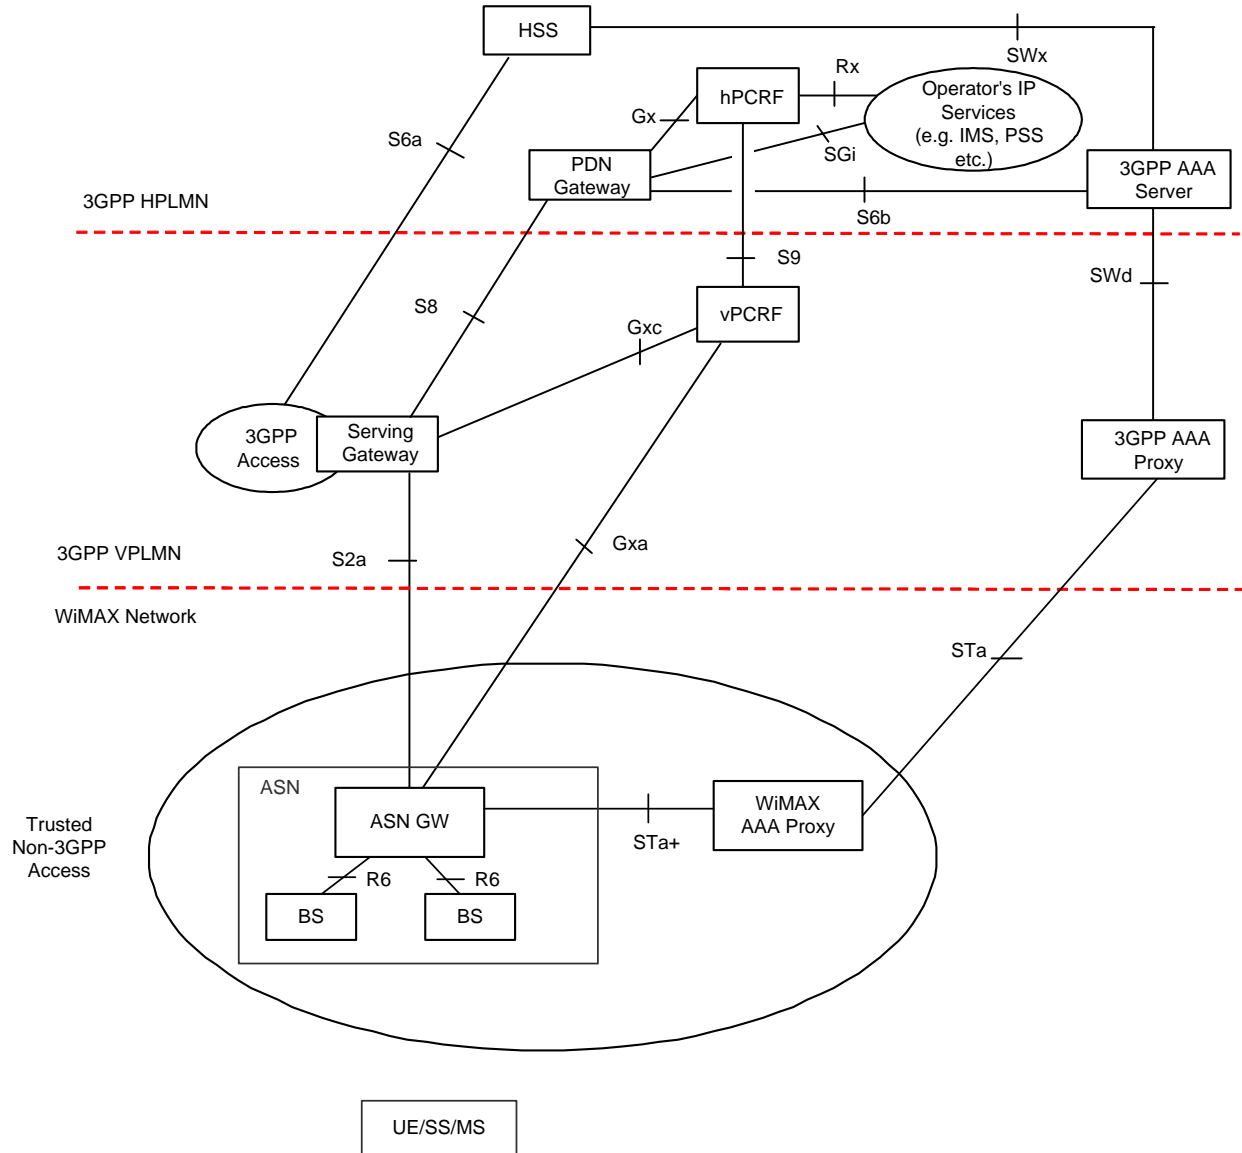 HSS
SWx
Rx
hPCRF
Operator's IP
Services
(e.g. IMS, PSS
etc.)
Gx
S6a
SGi
PDN
Gateway
3GPP AAA
Server
3GPP HPLMN
S6b
S9
SWd
S8
vPCRF
Gxc
3GPP
Access
Serving
Gateway
3GPP AAA
Proxy
3GPP VPLMN
S2a
Gxa
WiMAX Network
STa
ASN
ASN GW
WiMAX
AAA Proxy
Trusted
Non-3GPP
Access
STa+
R6
R6
BS
BS
UE/SS/MS